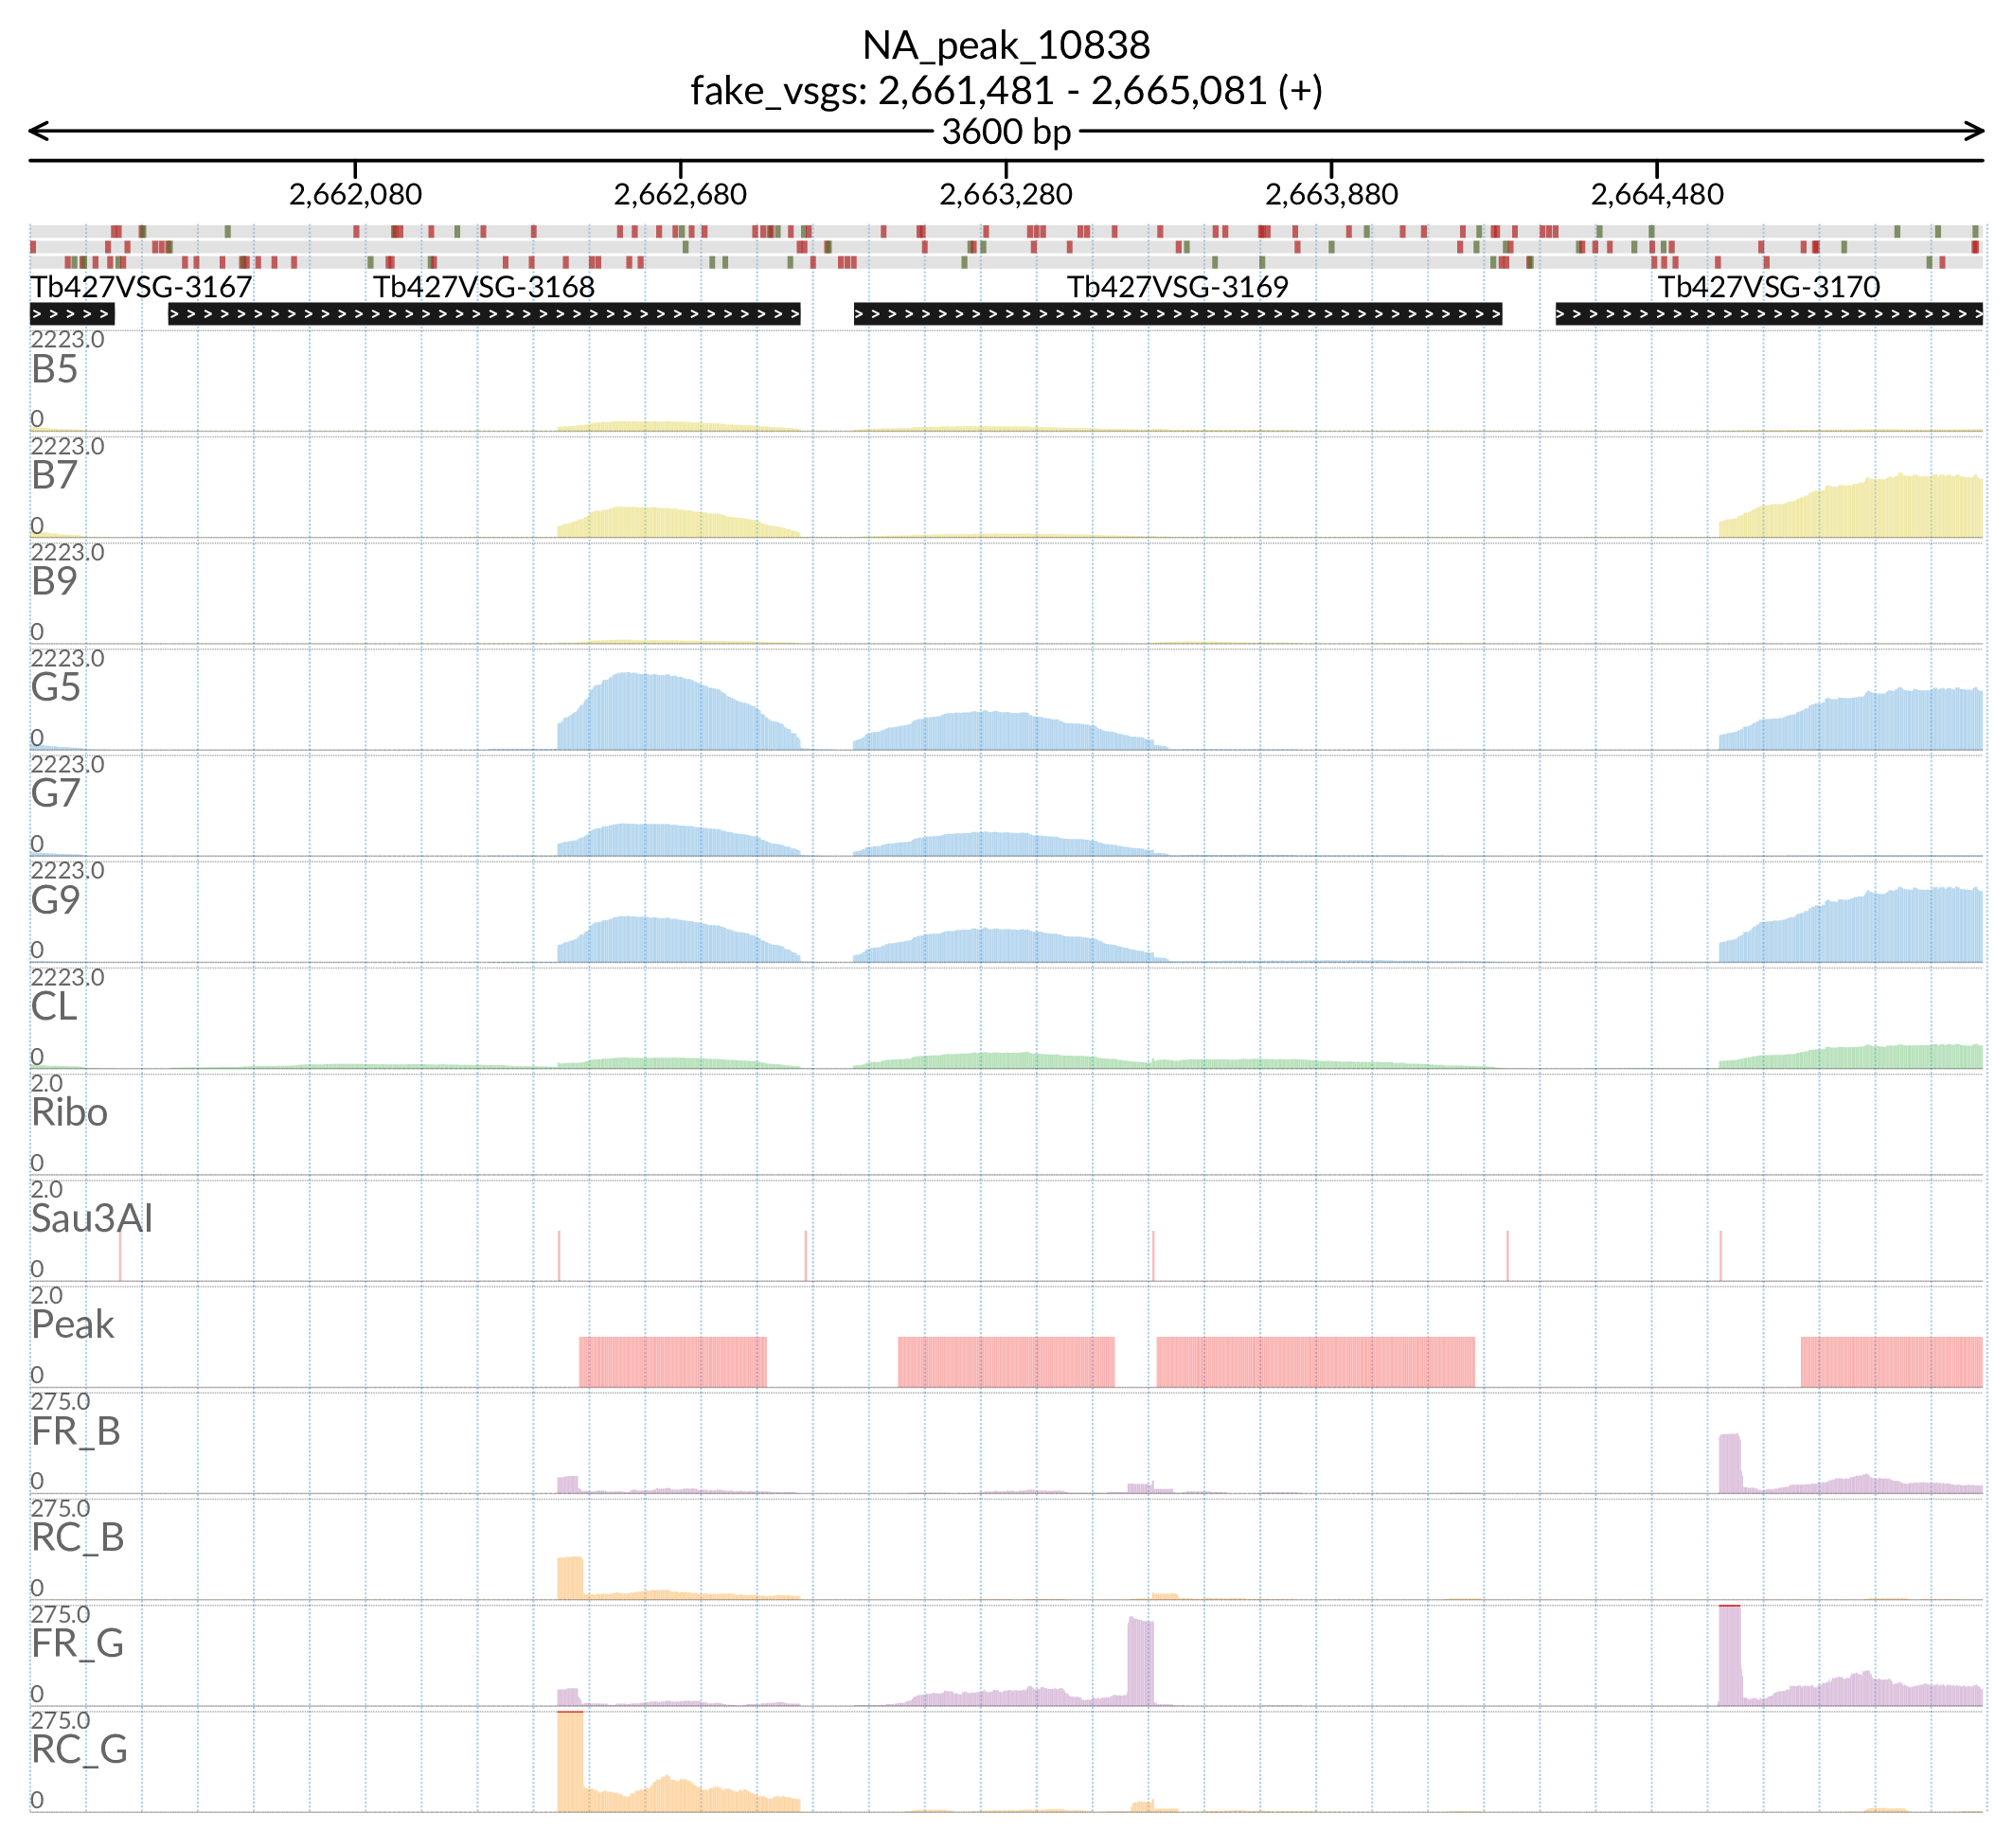 NA_peak_10838
fake_vsgs: 2,661,481 - 2,665,081 (+)
3600 bp
2,662,080 2,662,680 2,663,280 2,663,880 2,664,480
Tb427VSG-3167 Tb427VSG-3168 Tb427VSG-3169 Tb427VSG-3170
2223.0
B5
0
2223.0
B7
0
2223.0
B9
0
2223.0
G5
0
2223.0
G7
0
2223.0
G9
0
2223.0
CL
0
2.0
Ribo
0
2.0
Sau3AI
0
2.0
Peak
0
275.0
FR_B
0
275.0
RC_B
0
275.0
FR_G
0
275.0
RC_G
0